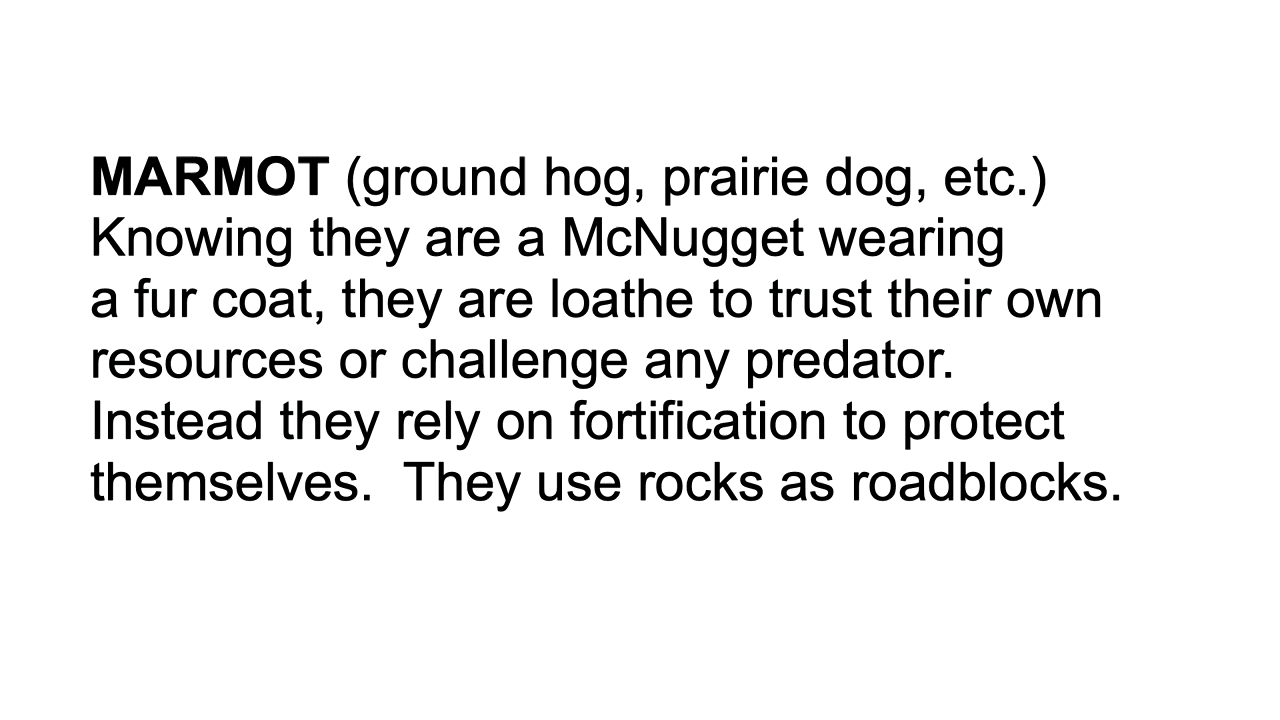 MARMOT (ground hog, prairie dog, etc.)
Knowing they are a McNugget wearing
a fur coat, they are loathe to trust their own
resources or challenge any predator.
Instead they rely on fortification to protect
themselves.  They use rocks as roadblocks.